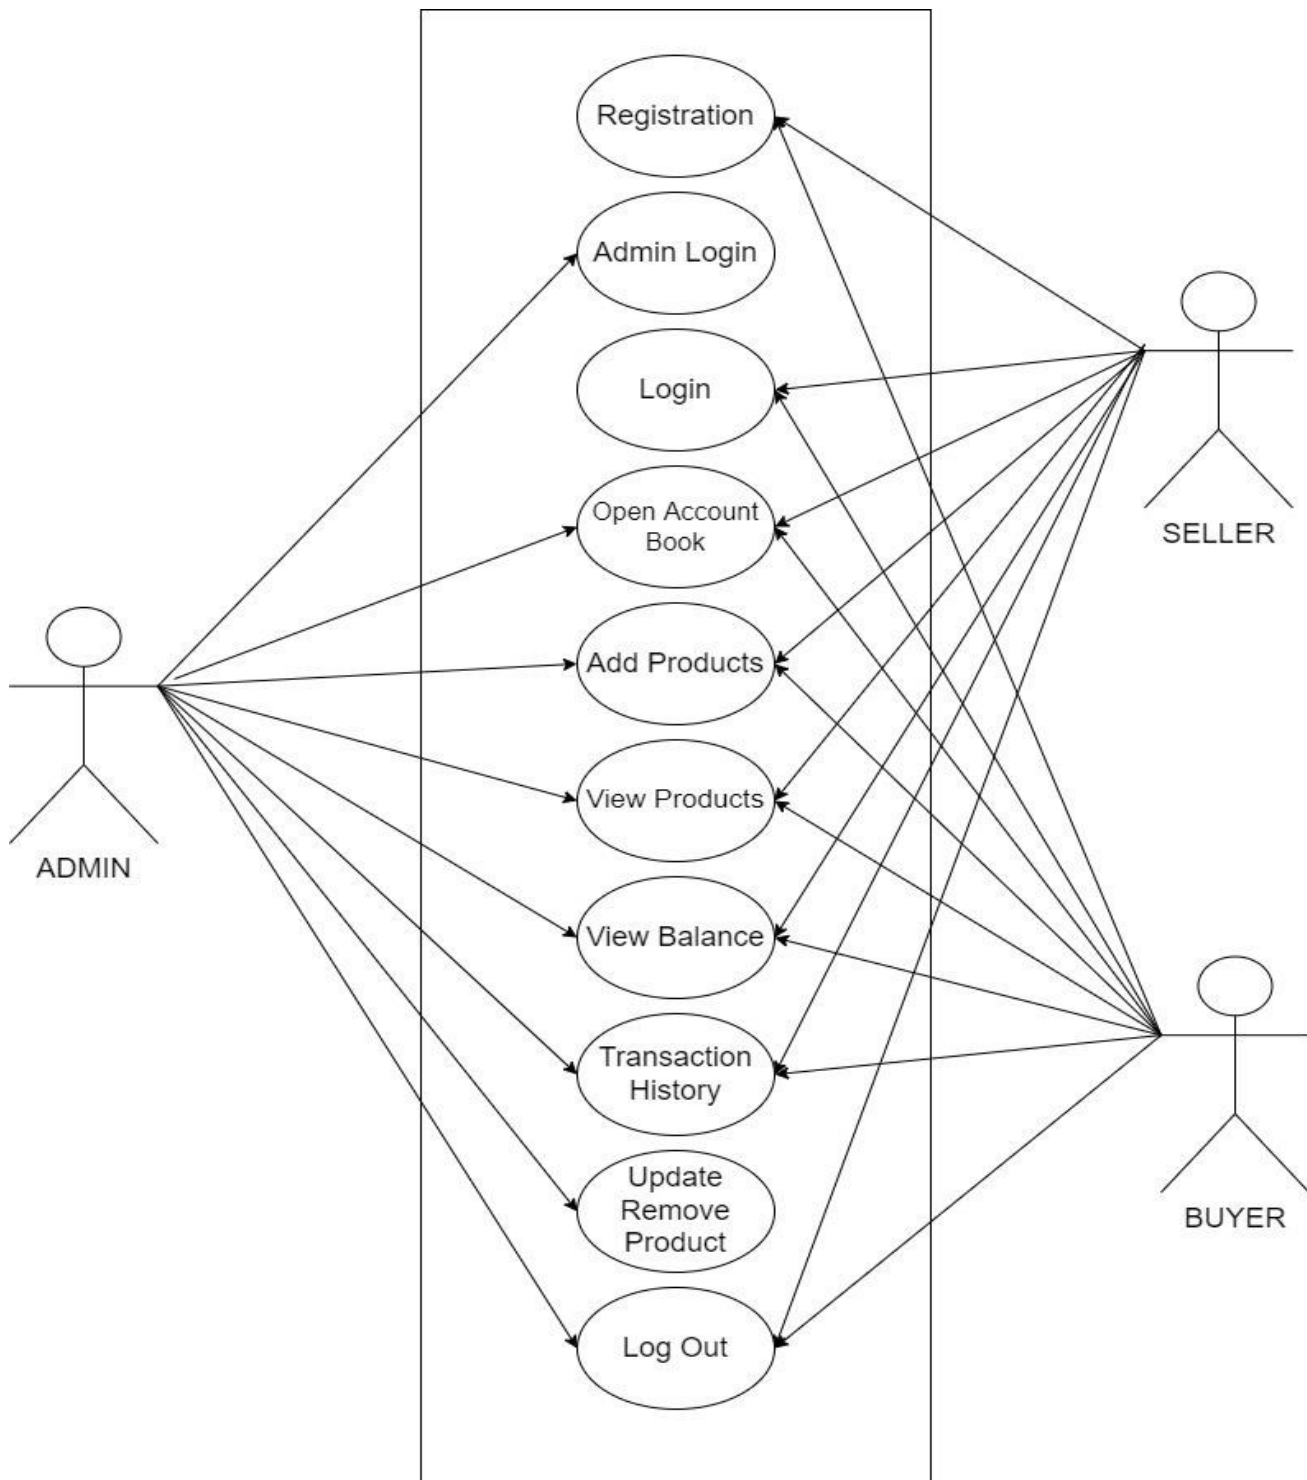 Registration
Admin Login
Login
SELLER
Open Account
Book
Add Products
View Products
ADMIN
View Balance
Transaction
History
Update
Remove
Product
BUYER
Log Out